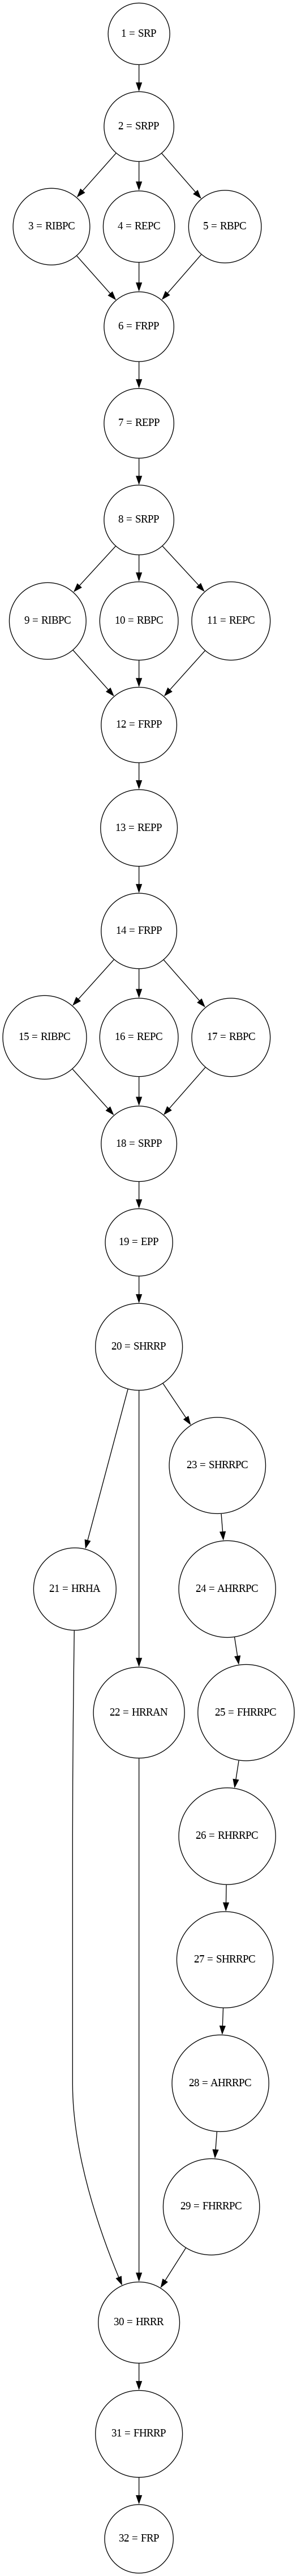 1 = SRP
2 = SRPP
3 = RIBPC
4 = REPC
5 = RBPC
6 = FRPP
7 = REPP
8 = SRPP
9 = RIBPC
10 = RBPC
11 = REPC
12 = FRPP
13 = REPP
14 = FRPP
15 = RIBPC
16 = REPC
17 = RBPC
18 = SRPP
19 = EPP
20 = SHRRP
23 = SHRRPC
21 = HRHA
24 = AHRRPC
22 = HRRAN
25 = FHRRPC
26 = RHRRPC
27 = SHRRPC
28 = AHRRPC
29 = FHRRPC
30 = HRRR
31 = FHRRP
32 = FRP